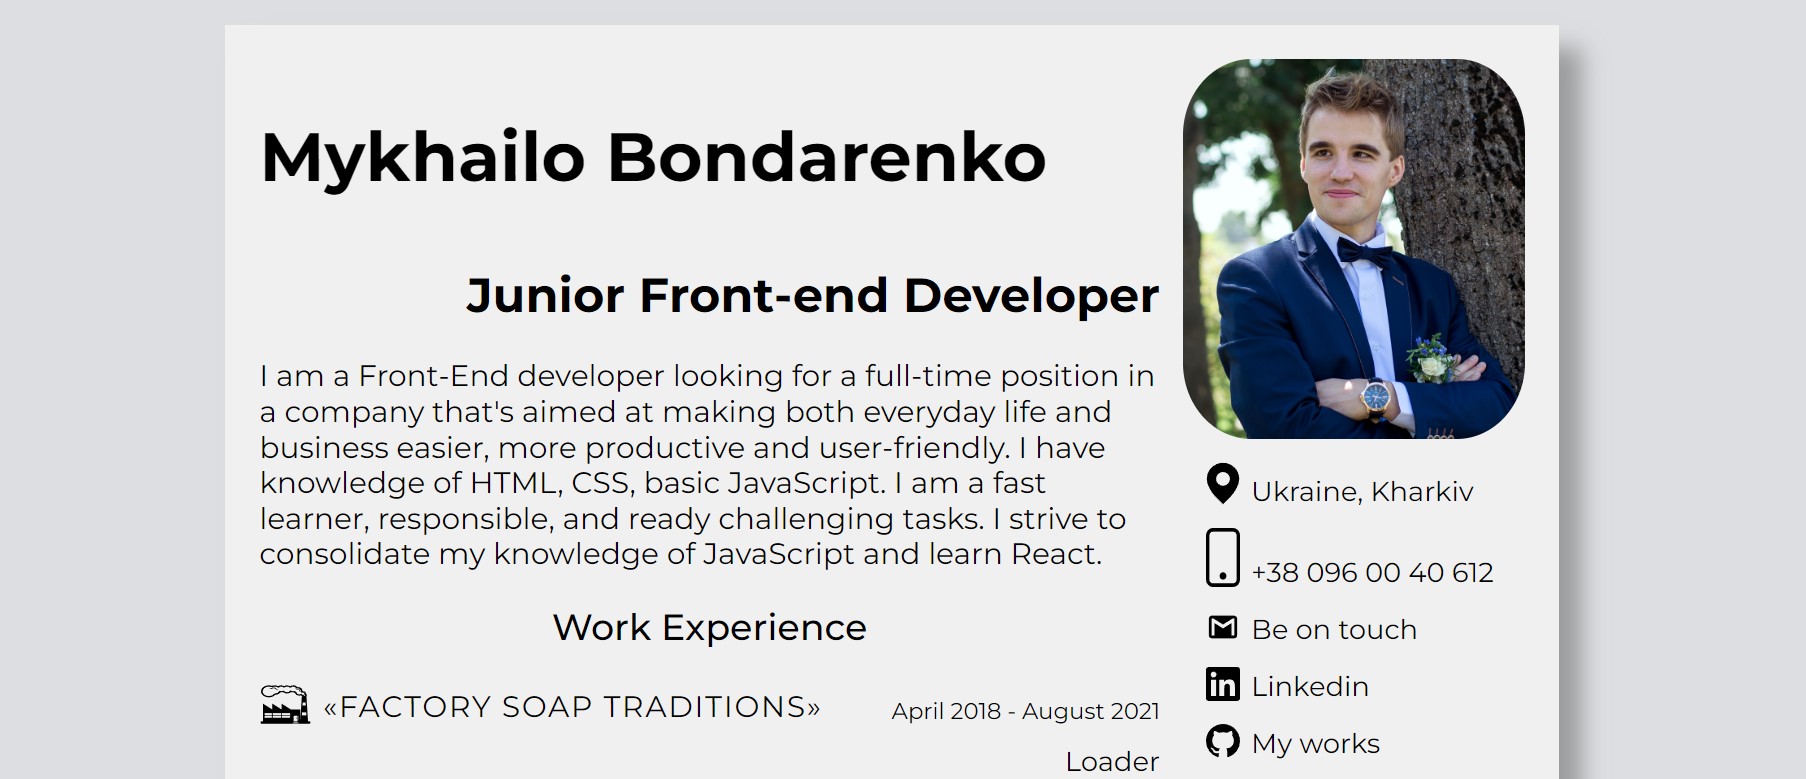 Mykhailo Bondarenko
Junior Front-end Developer
I am a Front-End developer looking for a full-time position in
a company that's aimed at making both everyday life and
business easier, more productive and user-friendly. I have
knowledge of HTML, CSS, basic JavaScript. I am a fast
learner, responsible, and ready challenging tasks. I strive to
consolidate my knowledge of JavaScript and learn React.
Work Experience
«FACTORY SOAP TRADITIONS»
April 2018 - August 2021
Loader
Ukraine, Kharkiv
+38 096 00 40 612
Be on touch
Linkedin
My works